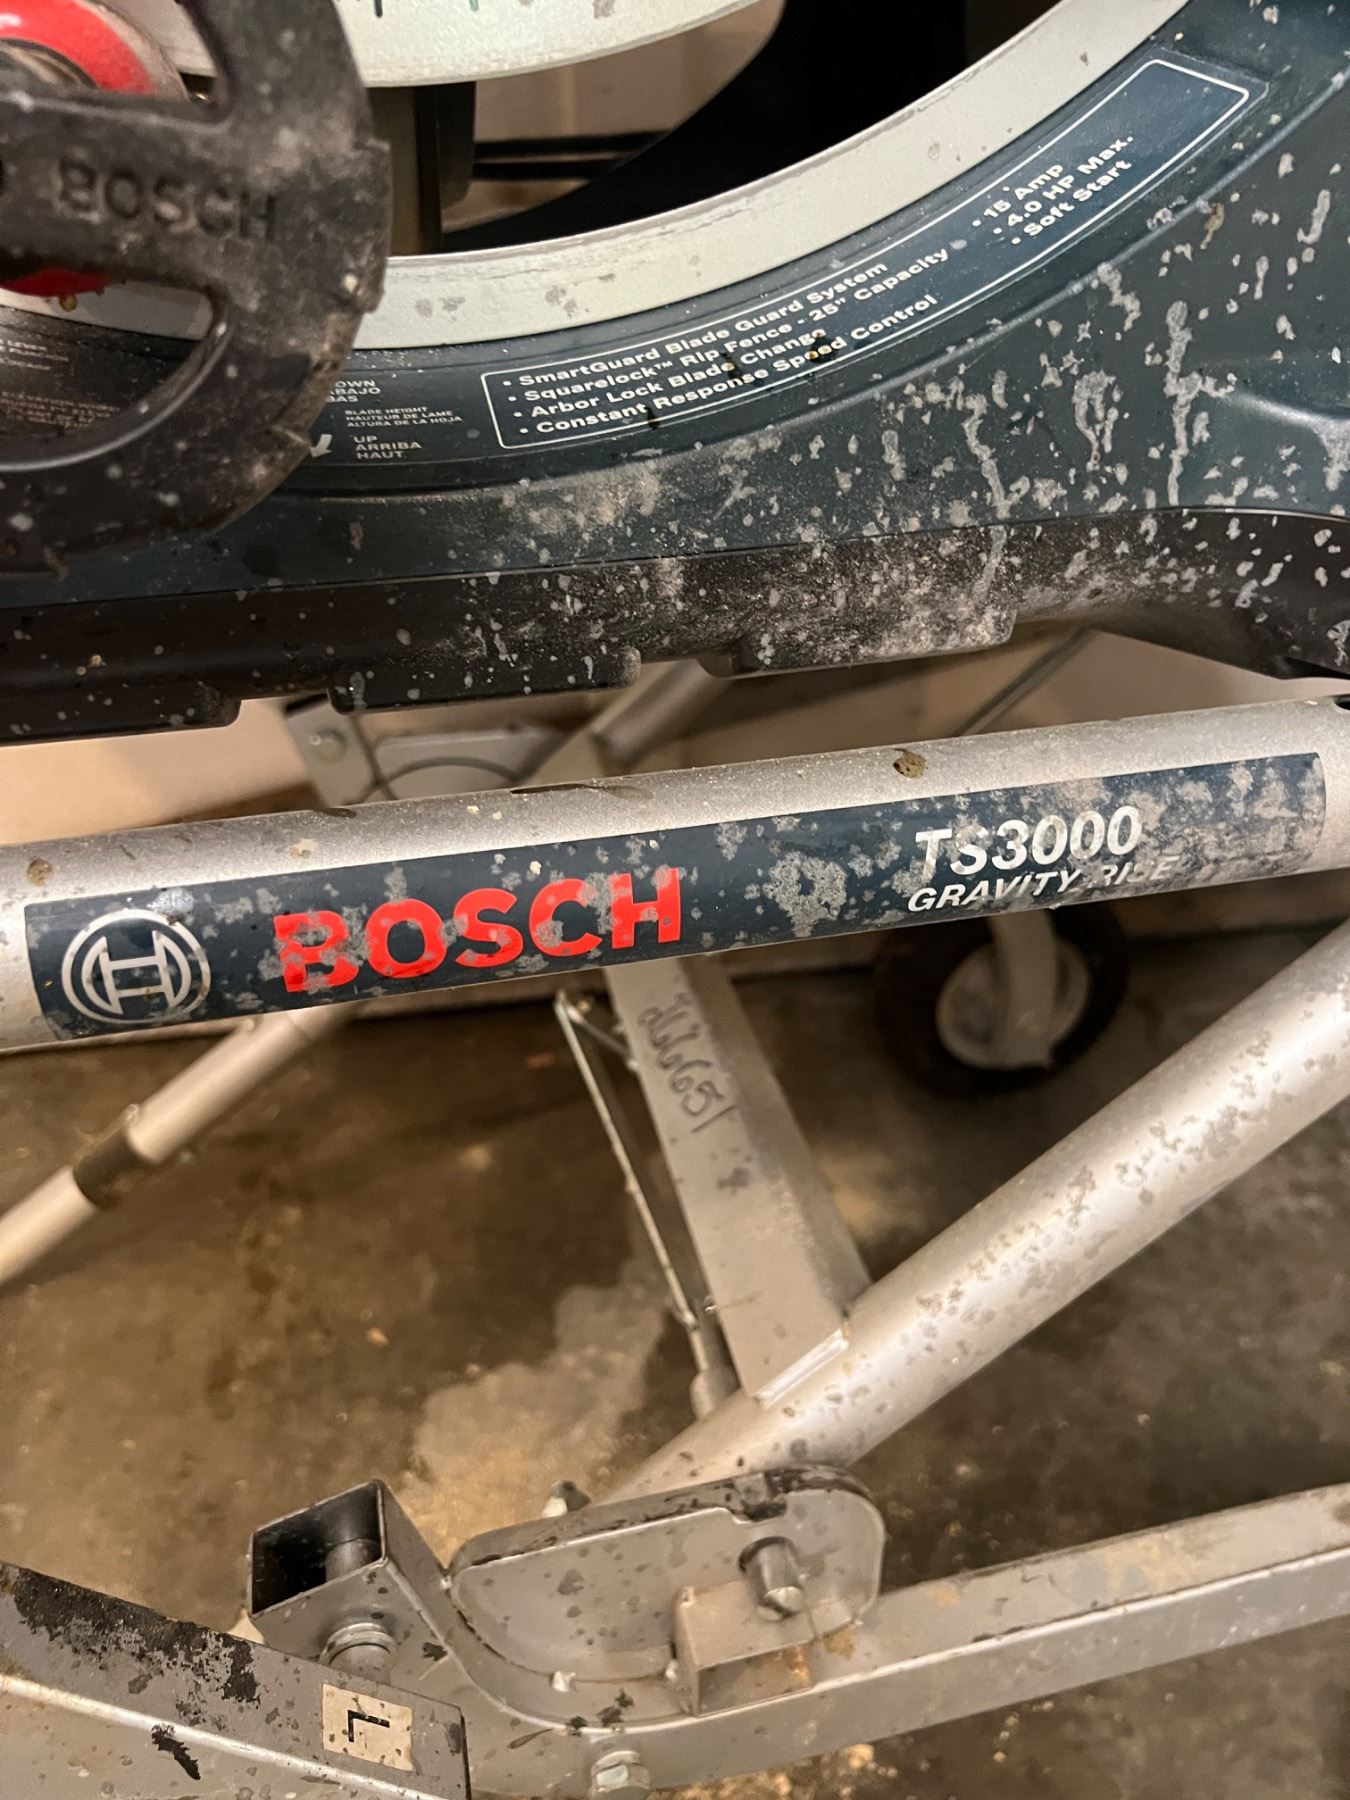 BOSCH
• 15 Amp
• 4.0 HP Max.
• Soft Start
• SmartGuard Blade Guard System
• Squarelock™ Rip Fence - 25" Capacity
• Arbor Lock Blade Change
• Constant Response Speed Control
BLADE HEIGHT
HAUTEUR DE LAME
ALTURA DE LA HOJA
UP
ARRIBA
HAUT
BOSCH
TS3000
GRAVITY RISE
L